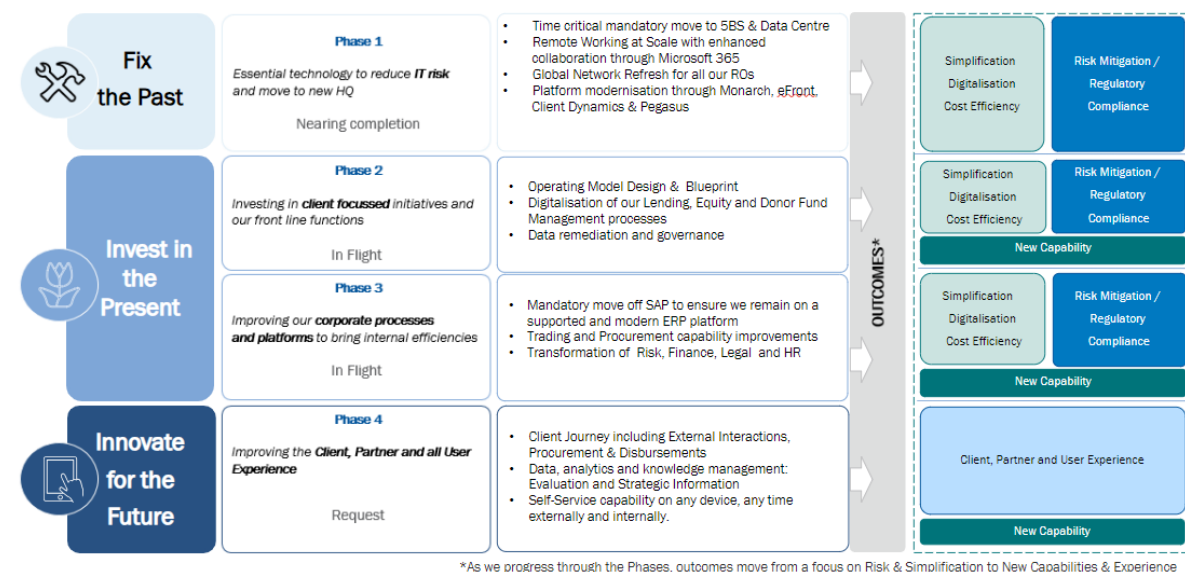 Fix
the Past
Phase 1
Essential technology to reduce IT risk
and move to new HQ
Nearing completion
• Time critical mandatory move to 5BS & Data Centre
• Remote Working at Scale with enhanced
collaboration through Microsoft 365
• Global Network Refresh for all our ROs
• Platform modernisation through Monarch, eFront,
Client Dynamics & Pegasus
Simplification
Digitalisation
Cost Efficiency
Risk Mitigation /
Regulatory
Compliance
Invest in
the
Present
Phase 2
Investing in client focussed initiatives and
our front line functions
In Flight
• Operating Model Design & Blueprint
• Digitalisation of our Lending, Equity and Donor Fund
Management processes
• Data remediation and governance
Simplification
Digitalisation
Cost Efficiency
Risk Mitigation /
Regulatory
Compliance
New Capability
Phase 3
Improving our corporate processes
and platforms to bring internal efficiencies
In Flight
• Mandatory move off SAP to ensure we remain on a
supported and modern ERP platform
• Trading and Procurement capability improvements
• Transformation of Risk, Finance, Legal and HR
OUTCOMES*
Simplification
Digitalisation
Cost Efficiency
Risk Mitigation /
Regulatory
Compliance
New Capability
Innovate
for the
Future
Phase 4
Improving the Client, Partner and all User
Experience
Request
• Client Journey including External Interactions,
Procurement & Disbursements
• Data, analytics and knowledge management:
Evaluation and Strategic Information
• Self-Service capability on any device, any time
externally and internally.
Client, Partner and User Experience
New Capability
*As we progress through the Phases, outcomes move from a focus on Risk & Simplification to New Capabilities & Experience